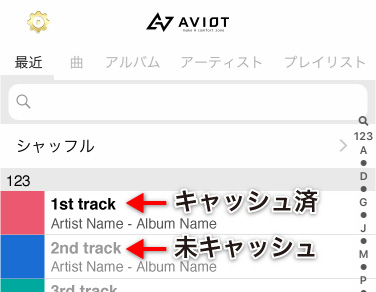 AVIOT
make a comfort zone
最近 曲 アルバム アーティスト プレイリスト
シャッフル
123
1st track
キャッシュ済
Artist Name - Album Name
2nd track
未キャッシュ
Artist Name - Album Name
3rd track
123
A
D
G
J
M
P